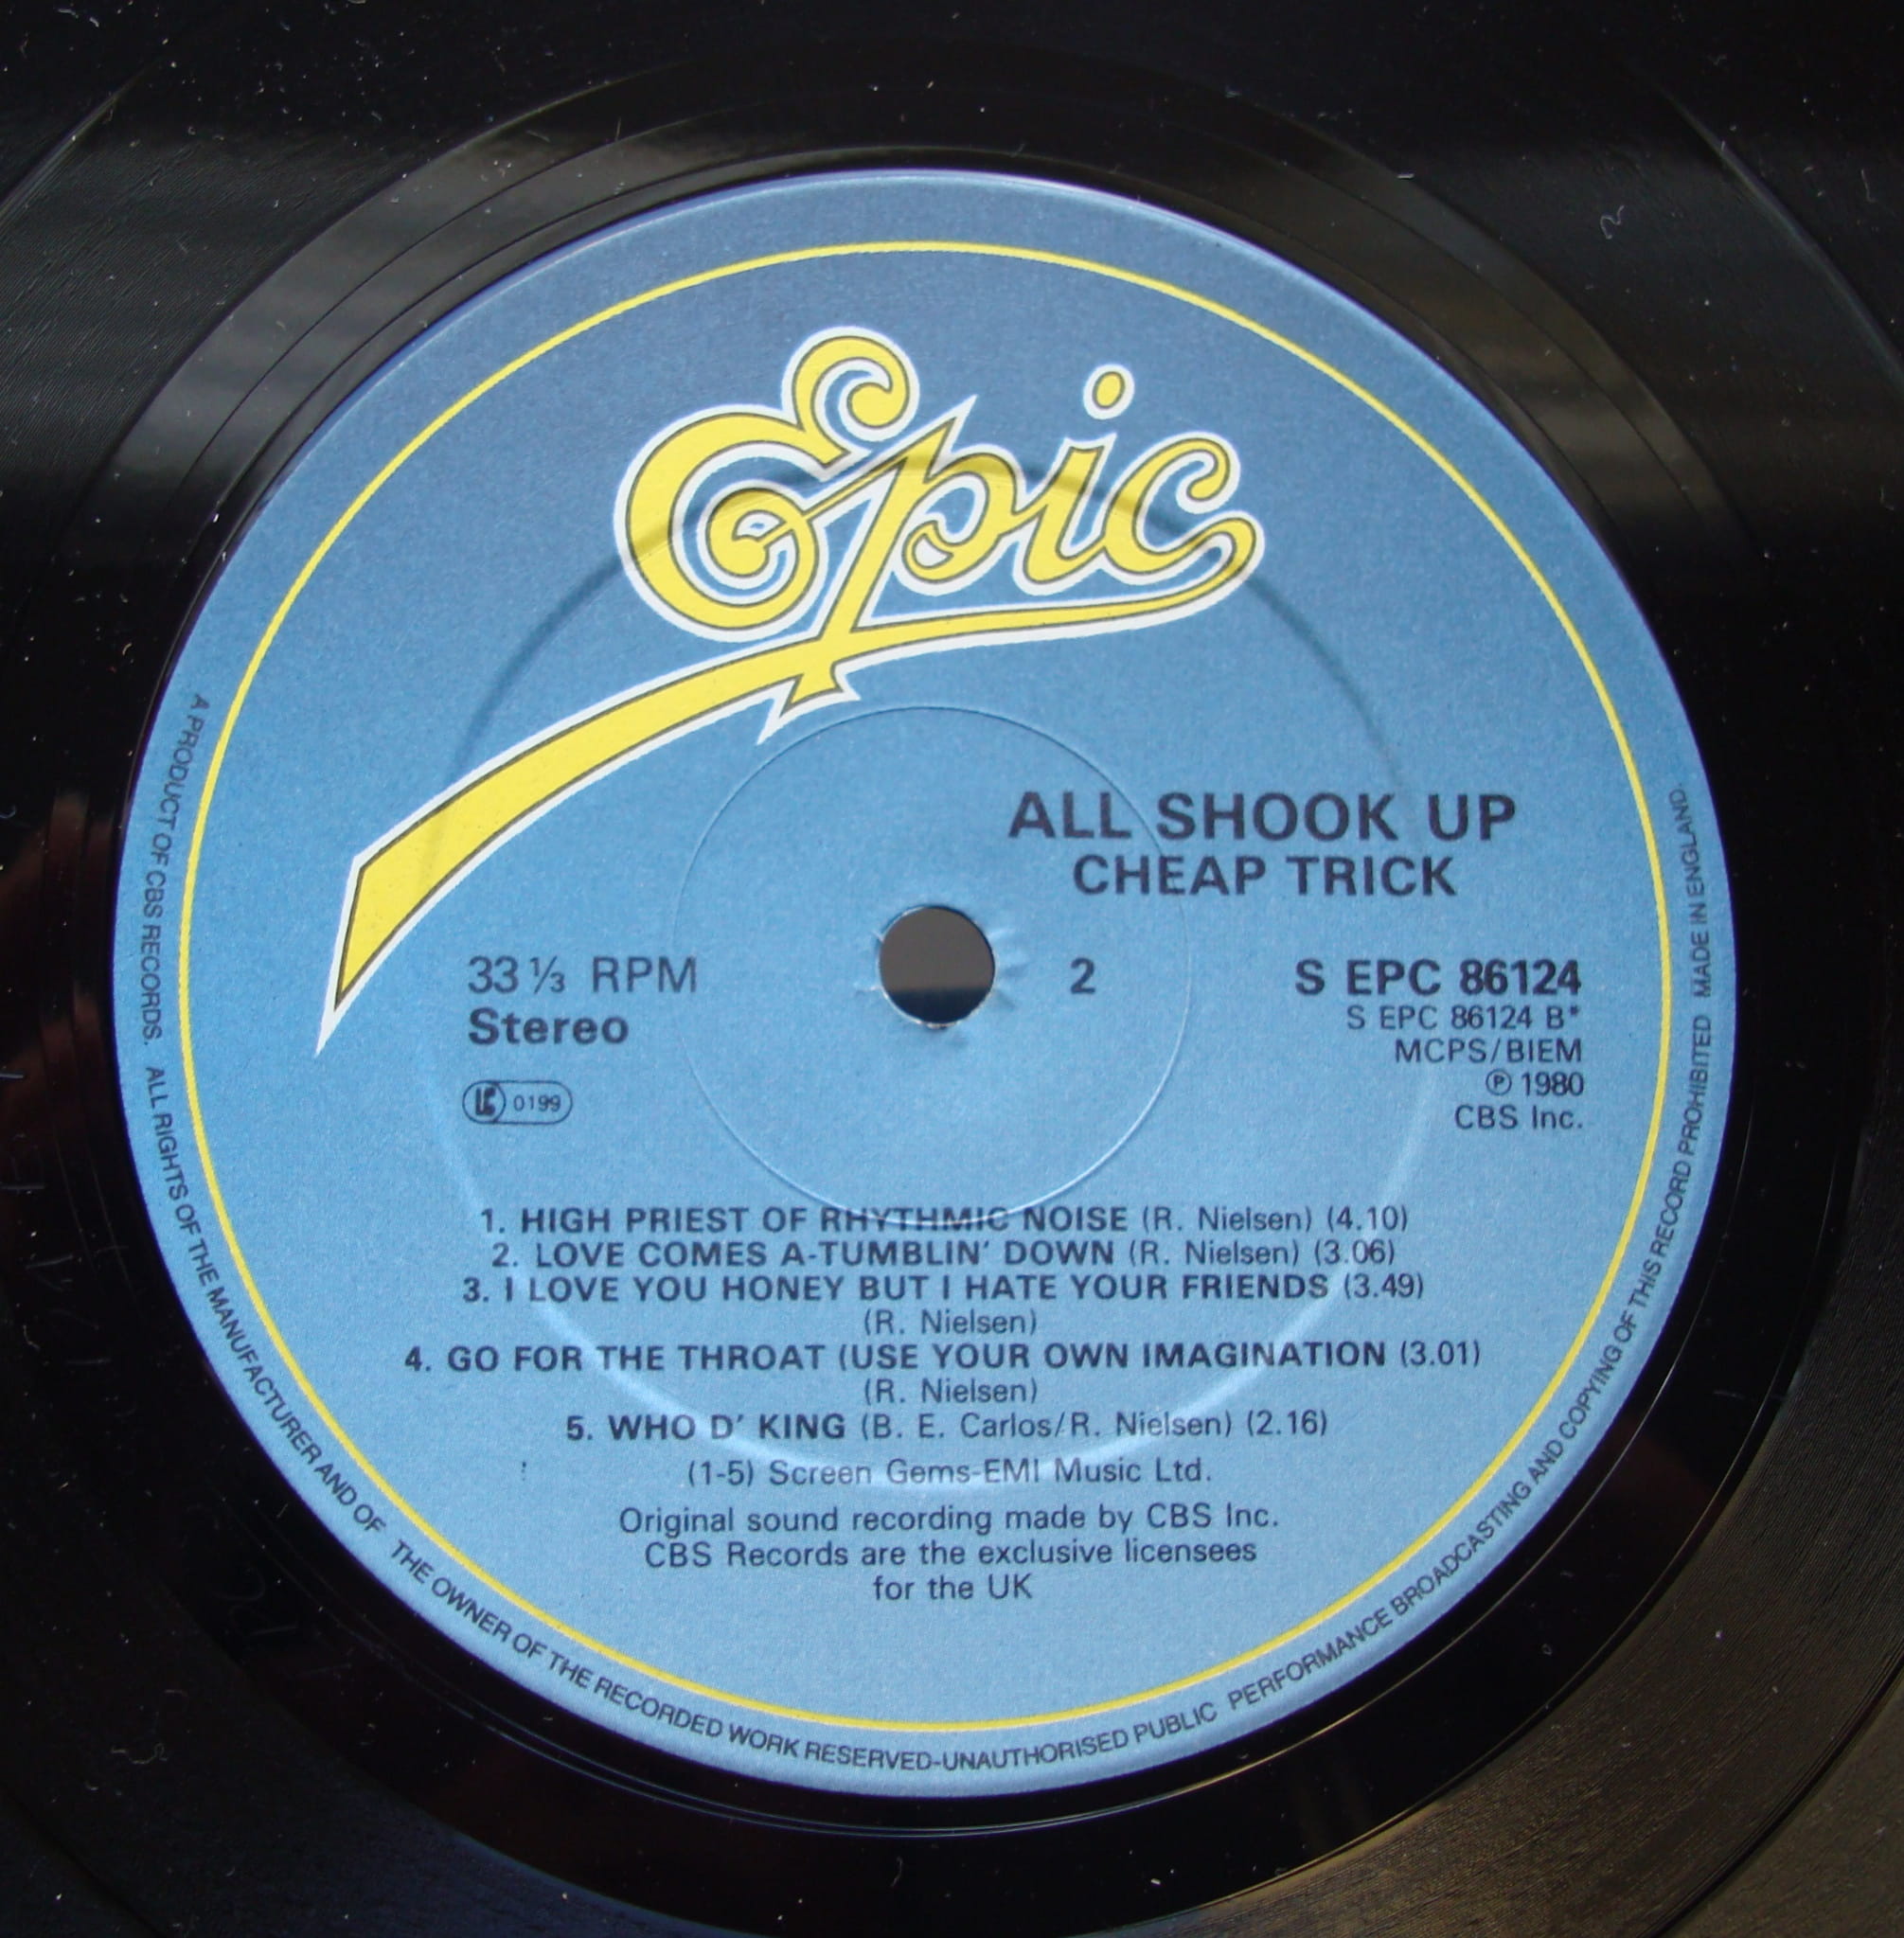 Epic
ALL SHOOK UP
CHEAP TRICK
33 ⅓ RPM
Stereo
LC 0199
2
S EPC 86124
S EPC 86124 B*
MCPS/BIEM
℗ 1980
CBS Inc.
1. HIGH PRIEST OF RHYTHMIC NOISE (R. Nielsen) (4.10)
2. LOVE COMES A-TUMBLIN' DOWN (R. Nielsen) (3.06)
3. I LOVE YOU HONEY BUT I HATE YOUR FRIENDS (3.49)
(R. Nielsen)
4. GO FOR THE THROAT (USE YOUR OWN IMAGINATION (3.01)
(R. Nielsen)
5. WHO D' KING (B. E. Carlos/R. Nielsen) (2.16)
(1-5) Screen Gems-EMI Music Ltd.
Original sound recording made by CBS Inc.
CBS Records are the exclusive licensees
for the UK
A PRODUCT OF CBS RECORDS. ALL RIGHTS OF THE MANUFACTURER AND OF THE OWNER OF THE RECORDED WORK RESERVED-UNAUTHORISED PUBLIC PERFORMANCE BROADCASTING AND COPYING OF THIS RECORD PROHIBITED MADE IN ENGLAND.